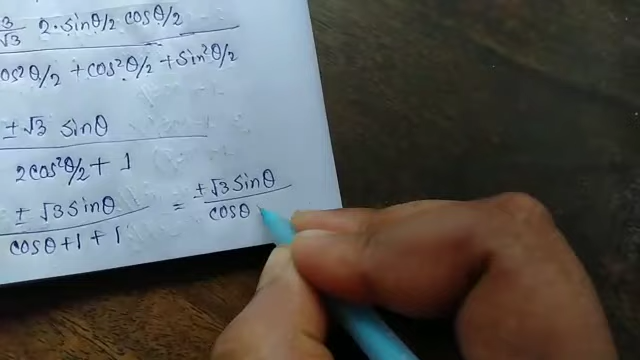 3/√3 2·sinθ/2 cosθ/2
cos²θ/2 + cos²θ/2 + sin²θ/2
±√3 sinθ
2cos²θ/2 + 1
± √3 sinθ = ±√3 sinθ
cosθ+1+1 cosθ